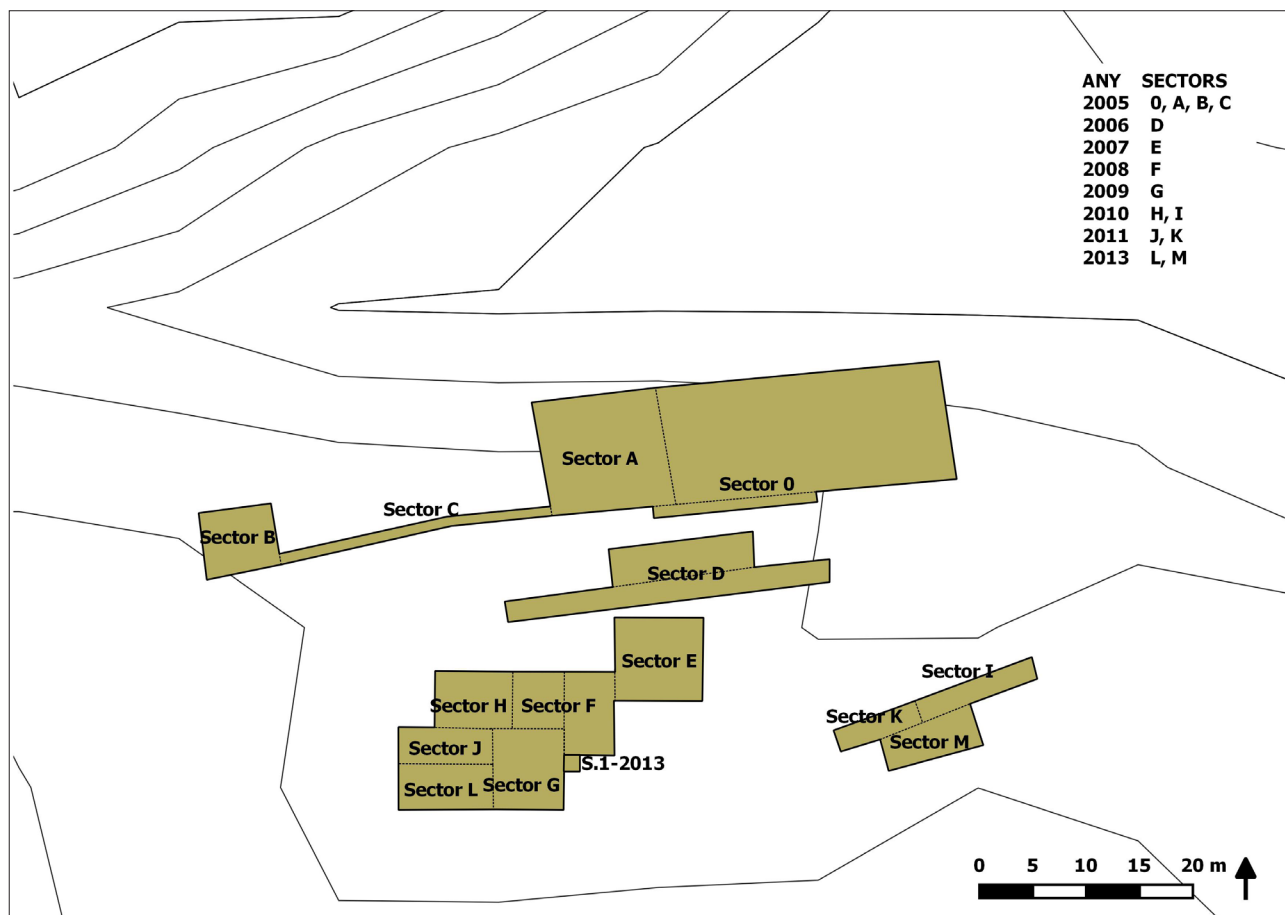 ANY SECTORS
2005 0, A, B, C
2006 D
2007 E
2008 F
2009 G
2010 H, I
2011 J, K
2013 L, M
Sector A
Sector 0
Sector C
Sector B
Sector D
Sector E
Sector I
Sector H
Sector F
Sector K
Sector M
Sector J
S.1-2013
Sector L
Sector G
0 5 10 15 20 m